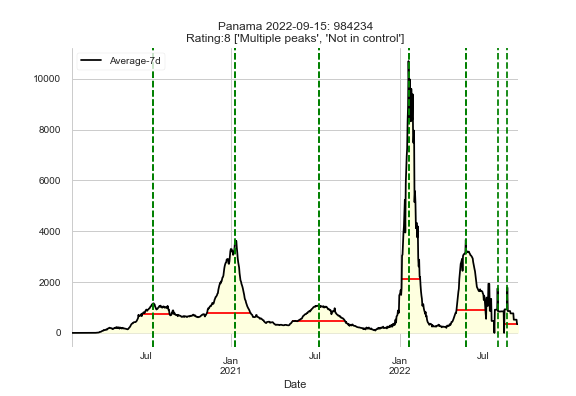 Panama 2022-09-15: 984234
Rating:8 ['Multiple peaks', 'Not in control']
Average-7d
10000
8000
6000
4000
2000
0
Jul
Jan
2021
Jul
Jan
2022
Jul
Date